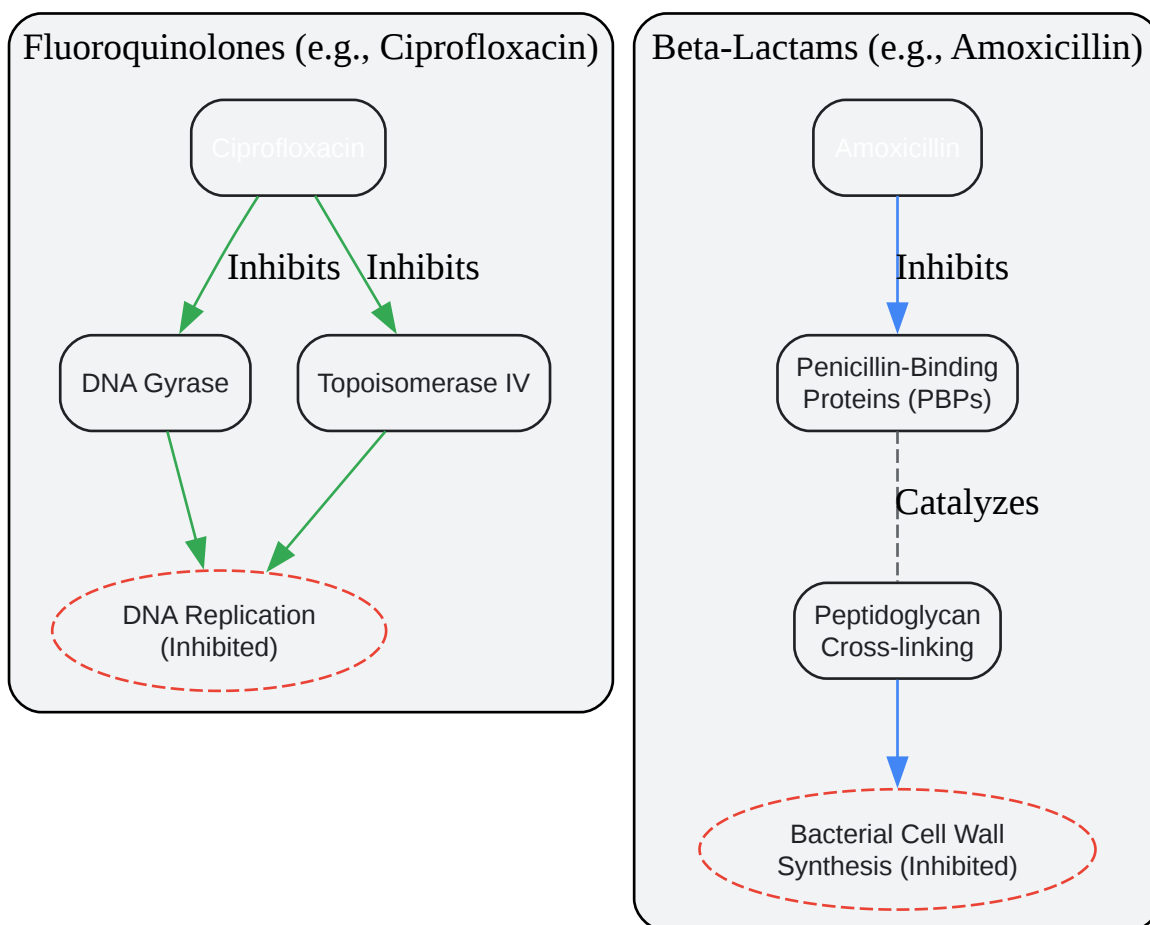 Fluoroquinolones (e.g., Ciprofloxacin)
Ciprofloxacin
Inhibits
Inhibits
DNA Gyrase
Topoisomerase IV
DNA Replication
(Inhibited)
Beta-Lactams (e.g., Amoxicillin)
Amoxicillin
Inhibits
Penicillin-Binding
Proteins (PBPs)
Catalyzes
Peptidoglycan
Cross-linking
Bacterial Cell Wall
Synthesis (Inhibited)